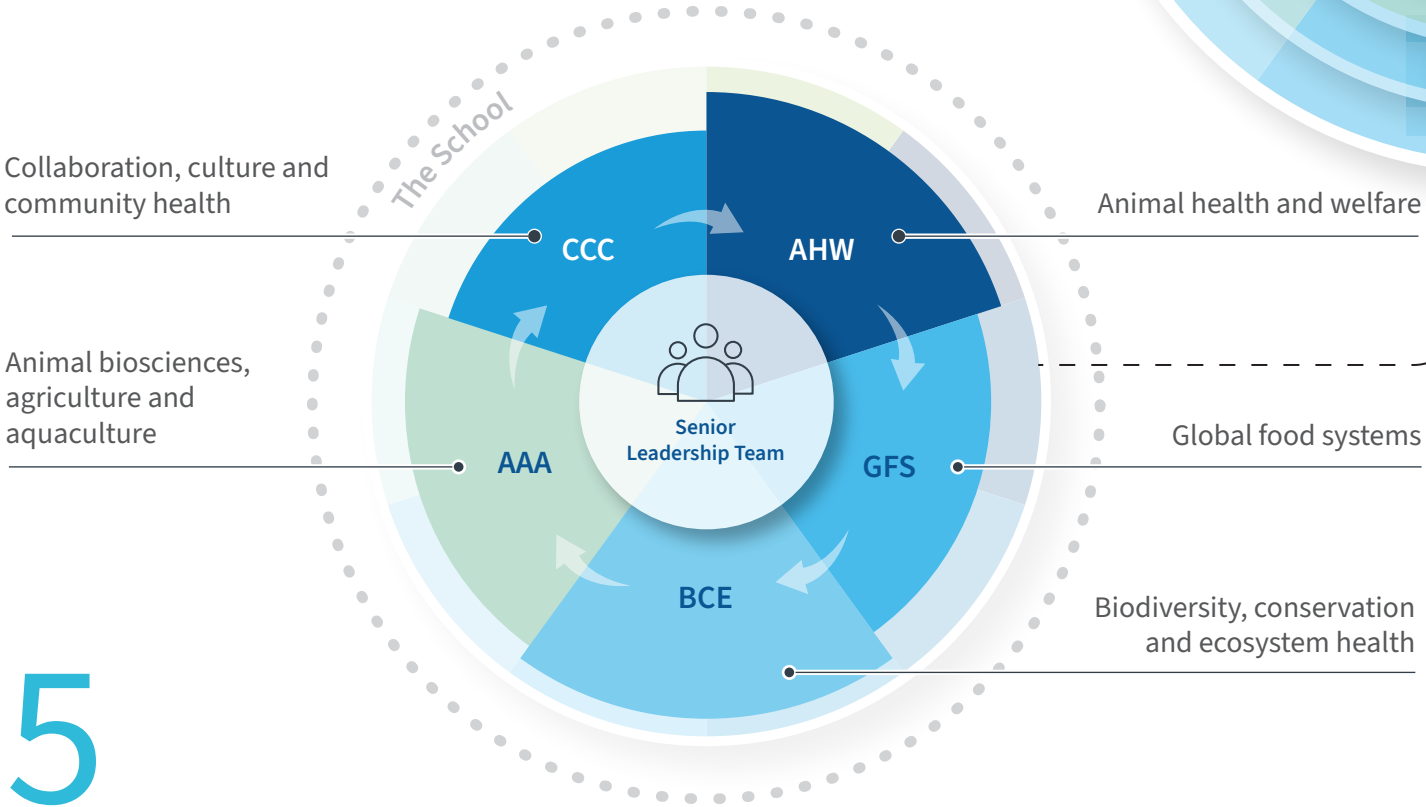 The School
Collaboration, culture and
community health
Animal health and welfare
CCC
AHW
Animal biosciences,
agriculture and
aquaculture
Senior
Leadership Team
Global food systems
AAA
GFS
BCE
Biodiversity, conservation
and ecosystem health
5